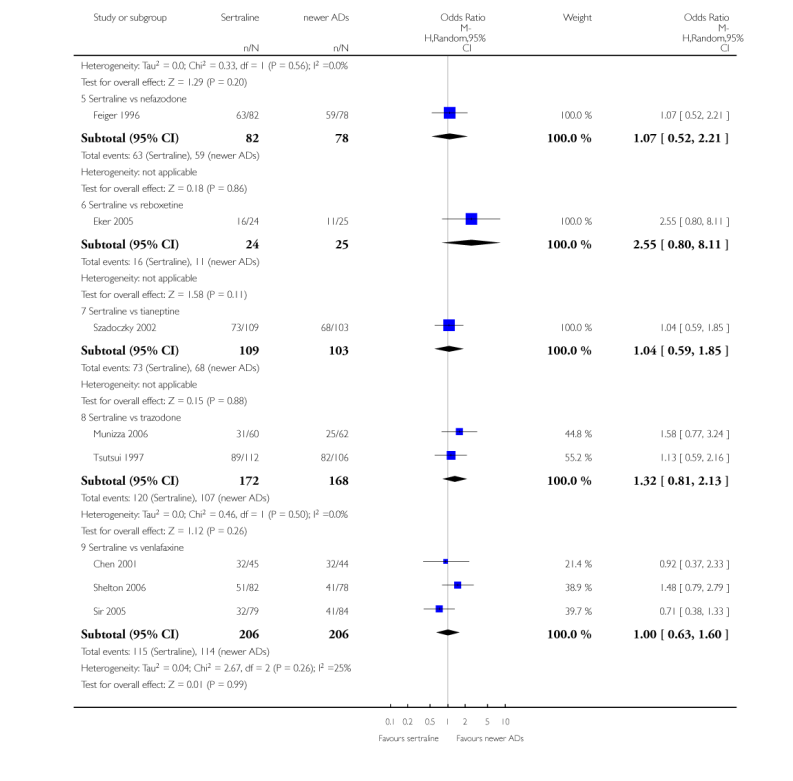 Study or subgroup Sertraline newer ADs Odds Ratio Weight Odds Ratio
M- M-
H,Random,95% H,Random,95%
n/N n/N CI CI
Heterogeneity: Tau² = 0.0; Chi² = 0.33, df = 1 (P = 0.56); I² =0.0%
Test for overall effect: Z = 1.29 (P = 0.20)
5 Sertraline vs nefazodone
Feiger 1996 63/82 59/78 100.0 % 1.07 [ 0.52, 2.21 ]
Subtotal (95% CI) 82 78 100.0 % 1.07 [ 0.52, 2.21 ]
Total events: 63 (Sertraline), 59 (newer ADs)
Heterogeneity: not applicable
Test for overall effect: Z = 0.18 (P = 0.86)
6 Sertraline vs reboxetine
Eker 2005 16/24 11/25 100.0 % 2.55 [ 0.80, 8.11 ]
Subtotal (95% CI) 24 25 100.0 % 2.55 [ 0.80, 8.11 ]
Total events: 16 (Sertraline), 11 (newer ADs)
Heterogeneity: not applicable
Test for overall effect: Z = 1.58 (P = 0.11)
7 Sertraline vs tianeptine
Szadoczky 2002 73/109 68/103 100.0 % 1.04 [ 0.59, 1.85 ]
Subtotal (95% CI) 109 103 100.0 % 1.04 [ 0.59, 1.85 ]
Total events: 73 (Sertraline), 68 (newer ADs)
Heterogeneity: not applicable
Test for overall effect: Z = 0.15 (P = 0.88)
8 Sertraline vs trazodone
Munizza 2006 31/60 25/62 44.8 % 1.58 [ 0.77, 3.24 ]
Tsutsui 1997 89/112 82/106 55.2 % 1.13 [ 0.59, 2.16 ]
Subtotal (95% CI) 172 168 100.0 % 1.32 [ 0.81, 2.13 ]
Total events: 120 (Sertraline), 107 (newer ADs)
Heterogeneity: Tau² = 0.0; Chi² = 0.46, df = 1 (P = 0.50); I² =0.0%
Test for overall effect: Z = 1.12 (P = 0.26)
9 Sertraline vs venlafaxine
Chen 2001 32/45 32/44 21.4 % 0.92 [ 0.37, 2.33 ]
Shelton 2006 51/82 41/78 38.9 % 1.48 [ 0.79, 2.79 ]
Sir 2005 32/79 41/84 39.7 % 0.71 [ 0.38, 1.33 ]
Subtotal (95% CI) 206 206 100.0 % 1.00 [ 0.63, 1.60 ]
Total events: 115 (Sertraline), 114 (newer ADs)
Heterogeneity: Tau² = 0.04; Chi² = 2.67, df = 2 (P = 0.26); I² =25%
Test for overall effect: Z = 0.01 (P = 0.99)
0.1 0.2 0.5 1 2 5 10
Favours sertraline Favours newer ADs